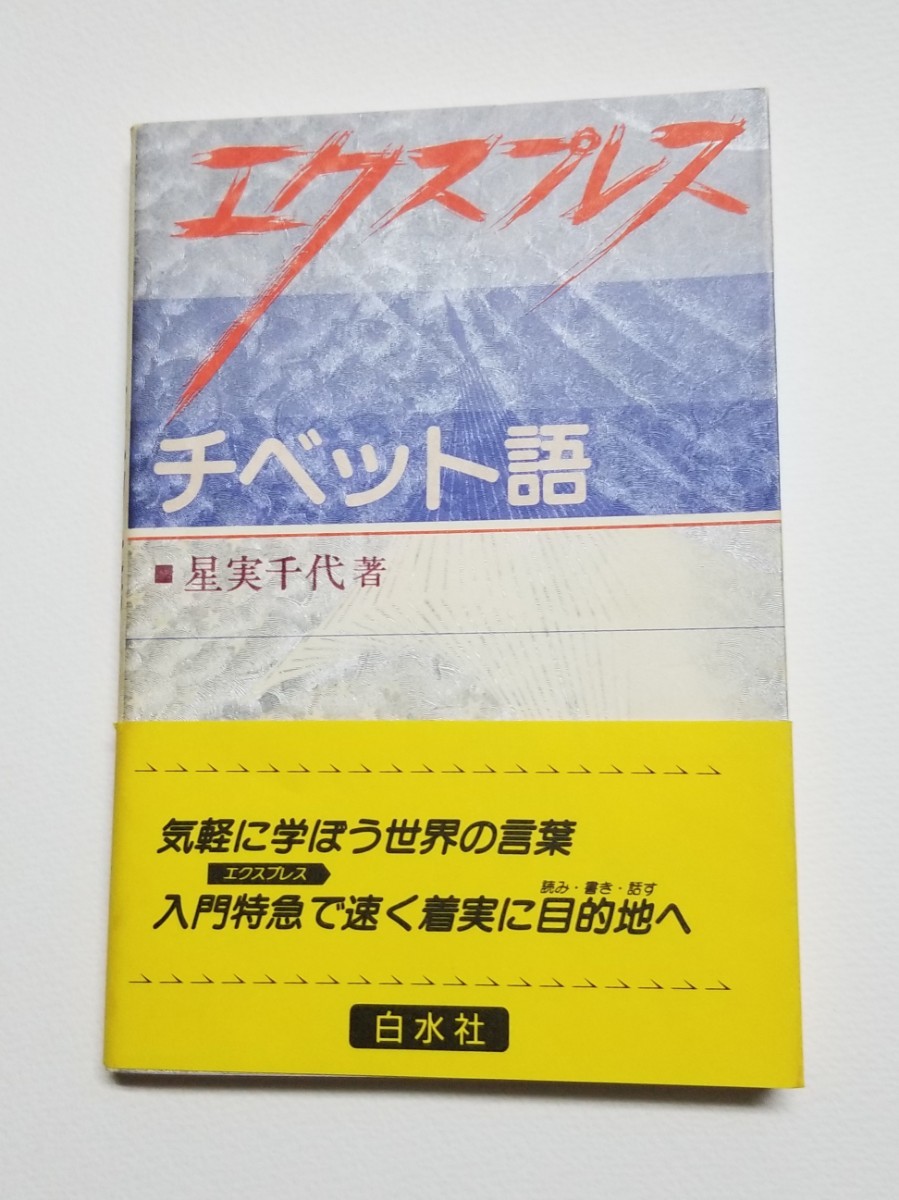 エクスプレス
チベット語
■星実千代 著
気軽に学ぼう世界の言葉
エクスプレス
読み・書き・話す
入門特急で速く着実に目的地へ
白水社